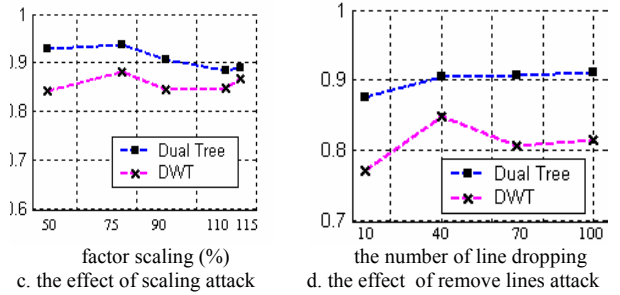 1
.9
.8
.7
.6
50 75 90 110 115
Dual Tree
DWT
factor scaling (%)
c. the effect of scaling attack
1
0.9
0.8
0.7
10 40 70 100
Dual Tree
DWT
the number of line dropping
d. the effect of remove lines attack